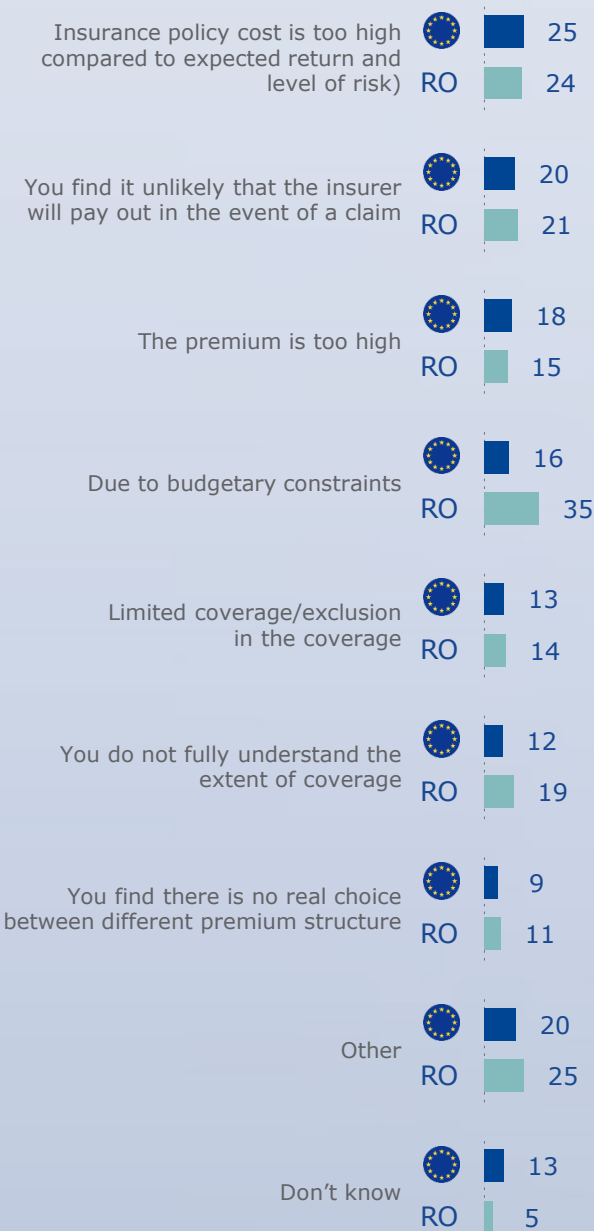 Insurance policy cost is too high
compared to expected return and
level of risk)
25
RO 24
You find it unlikely that the insurer
will pay out in the event of a claim
20
RO 21
The premium is too high
18
RO 15
Due to budgetary constraints
16
RO 35
Limited coverage/exclusion
in the coverage
13
RO 14
You do not fully understand the
extent of coverage
12
RO 19
You find there is no real choice
between different premium structure
9
RO 11
Other
20
RO 25
Don’t know
13
RO 5